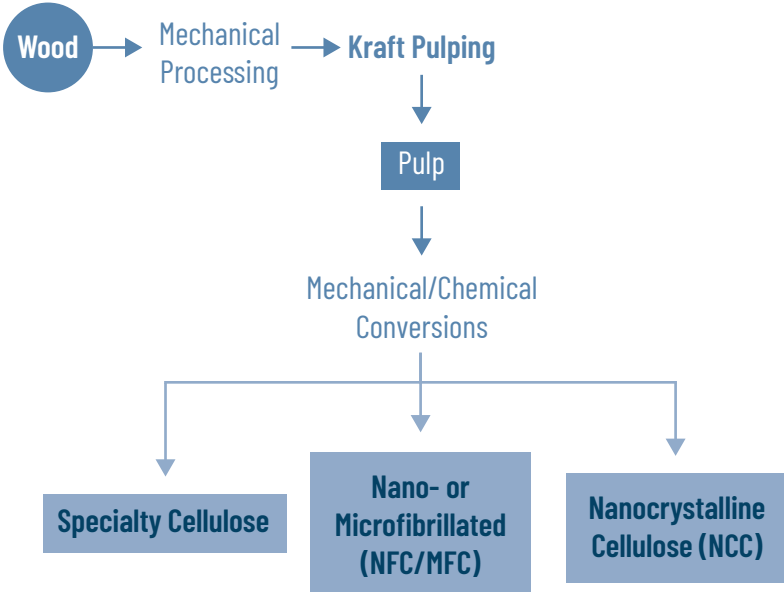 Wood
Mechanical
Processing
Kraft Pulping
Pulp
Mechanical/Chemical
Conversions
Specialty Cellulose
Nano- or
Microfibrillated
(NFC/MFC)
Nanocrystalline
Cellulose (NCC)